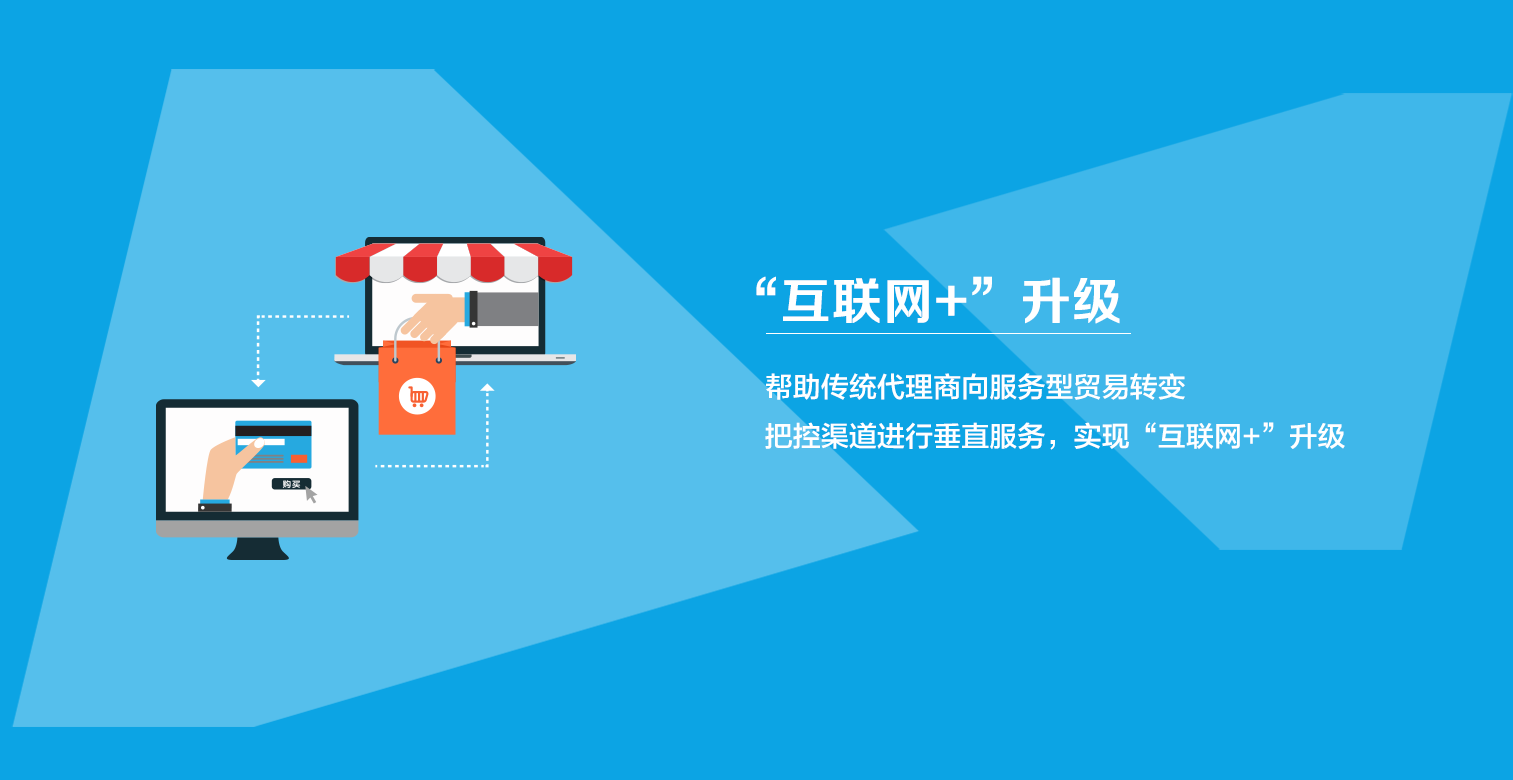 “互联网+”升级
帮助传统代理商向服务型贸易转变
把控渠道进行垂直服务，实现“互联网+”升级
购买